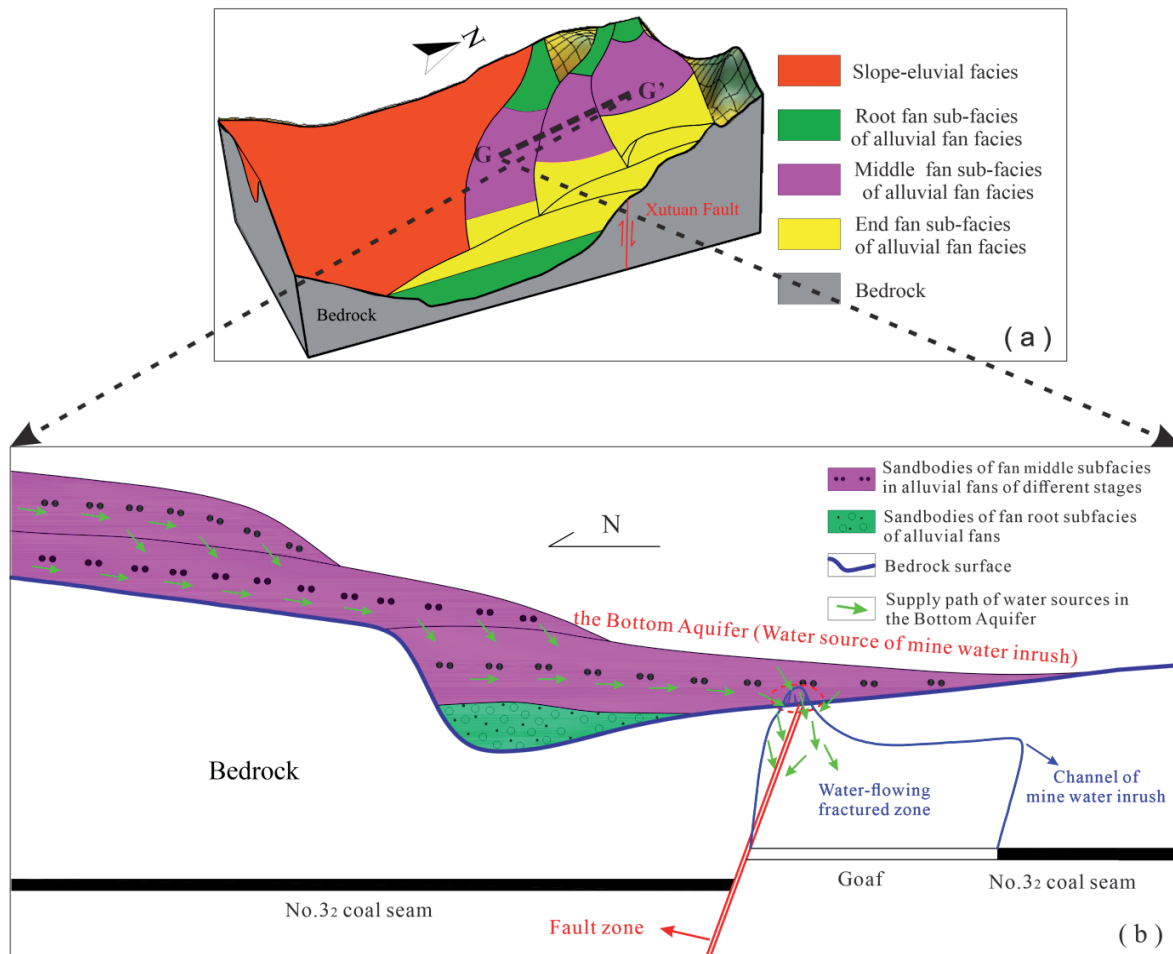 N
Slope-eluvial facies
Root fan sub-facies
of alluvial fan facies
Middle fan sub-facies
of alluvial fan facies
End fan sub-facies
of alluvial fan facies
Bedrock
G
G'
Xutuan Fault
Bedrock
( a )
Sandbodies of fan middle subfacies
in alluvial fans of different stages
Sandbodies of fan root subfacies
of alluvial fans
Bedrock surface
Supply path of water sources in
the Bottom Aquifer
N
the Bottom Aquifer (Water source of mine water inrush)
Bedrock
Water-flowing
fractured zone
Channel of
mine water inrush
Goaf
No.3₂ coal seam
No.3₂ coal seam
Fault zone
( b )